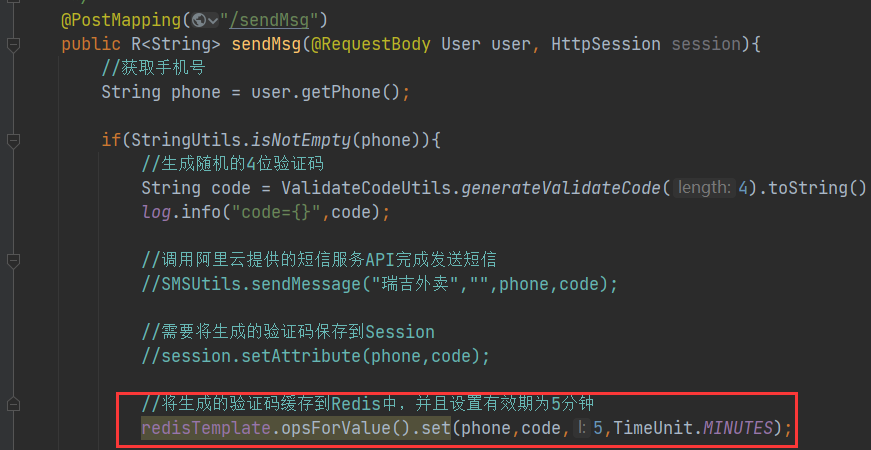 @PostMapping("/sendMsg")
public R<String> sendMsg(@RequestBody User user, HttpSession session){
//获取手机号
String phone = user.getPhone();
if(StringUtils.isNotEmpty(phone)){
//生成随机的4位验证码
String code = ValidateCodeUtils.generateValidateCode( length: 4).toString()
log.info("code={}",code);
//调用阿里云提供的短信服务API完成发送短信
//SMSUtils.sendMessage("瑞吉外卖","",phone,code);
//需要将生成的验证码保存到Session
//session.setAttribute(phone,code);
//将生成的验证码缓存到Redis中，并且设置有效期为5分钟
redisTemplate.opsForValue().set(phone,code, l: 5,TimeUnit.MINUTES);